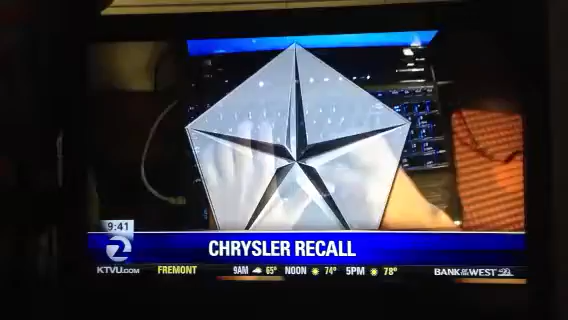 9:41
2
CHRYSLER RECALL
KTVU.COM FREMONT 9AM 65° NOON 74° 5PM 78° BANK OF THE WEST